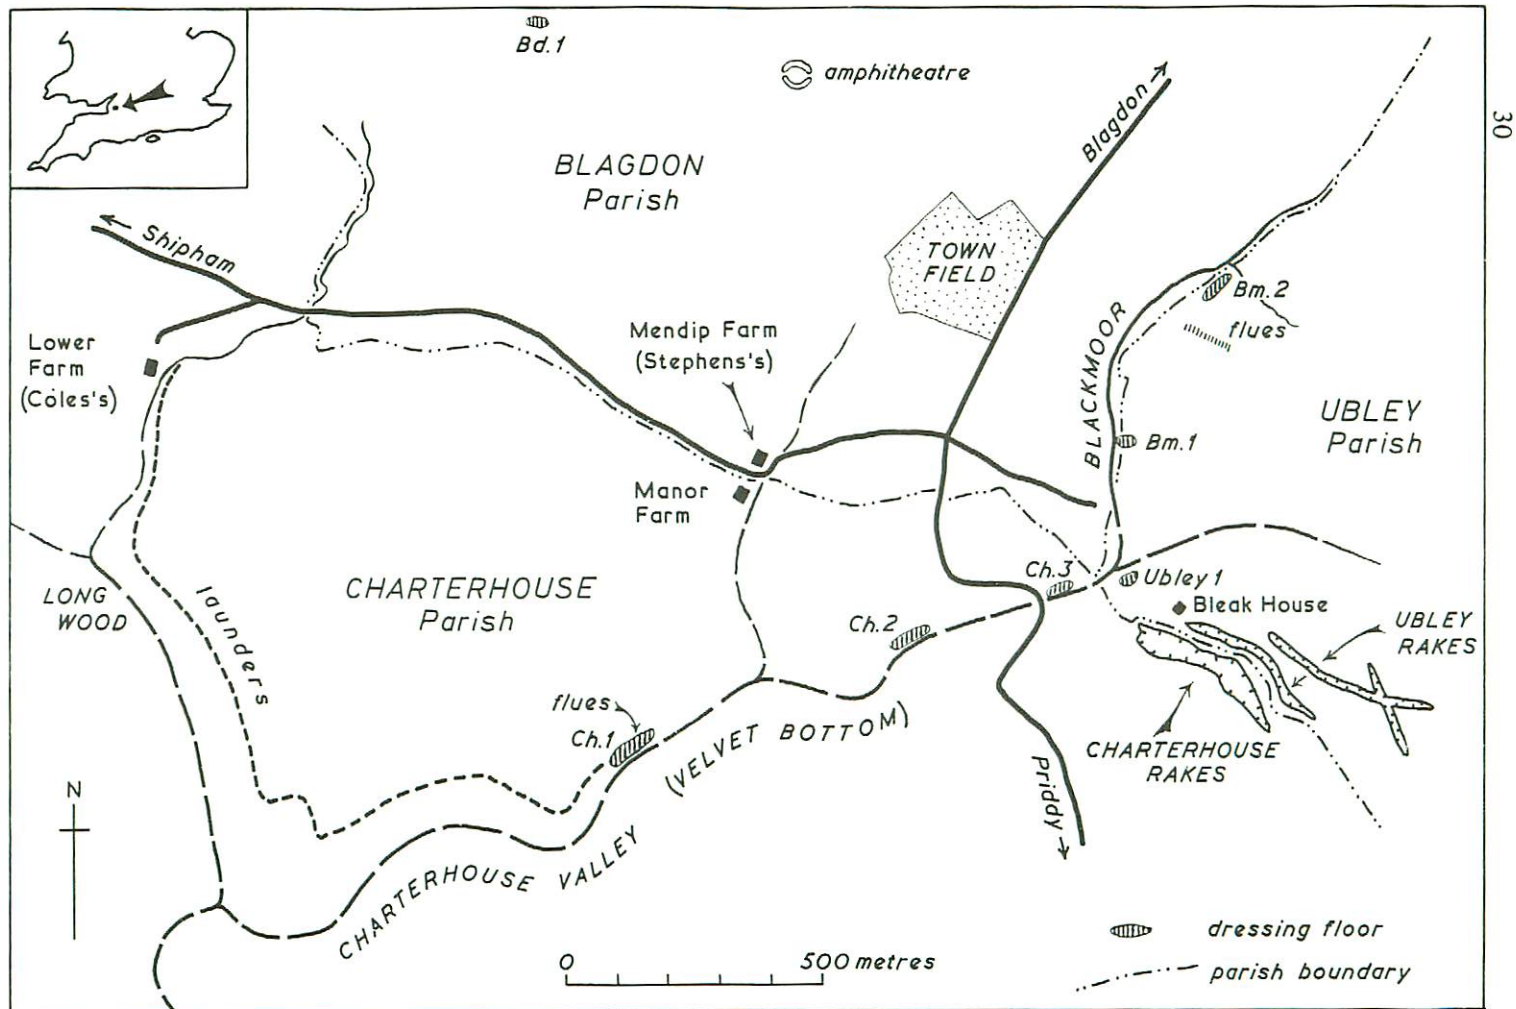 30
Bd.1
amphitheatre
Blagdon
BLAGDON
Parish
Shipham
TOWN
FIELD
Lower
Farm
(Coles's)
Mendip Farm
(Stephens's)
BLACKMOOR
Bm.2
flues
UBLEY
Parish
Bm.1
Manor
Farm
LONG
WOOD
launders
CHARTERHOUSE
Parish
Ch.3
Ubley 1
Bleak House
Ch.2
UBLEY
RAKES
flues
Ch.1
(VELVET BOTTOM)
CHARTERHOUSE
RAKES
Priddy
N
CHARTERHOUSE VALLEY
dressing floor
0 500 metres
parish boundary